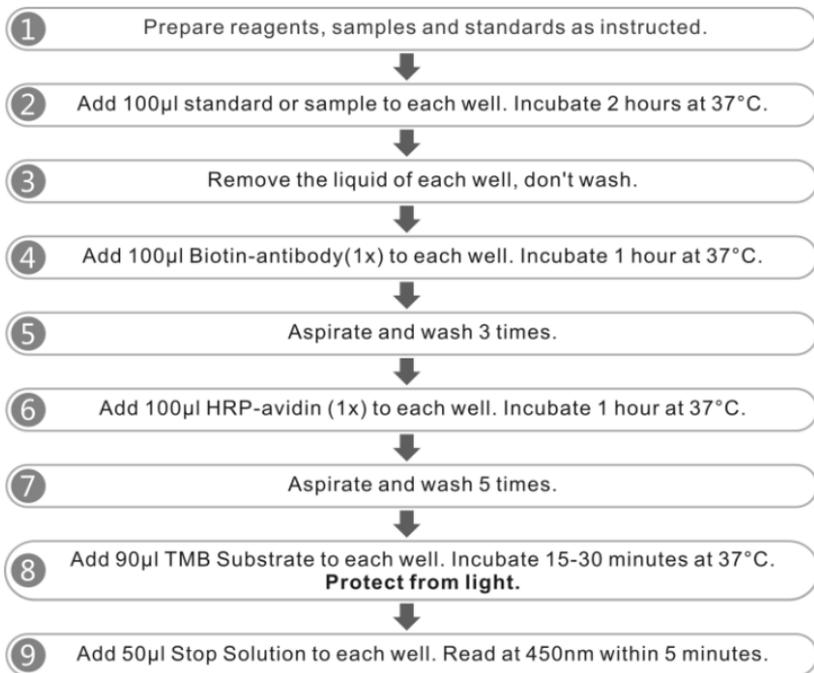 1 Prepare reagents, samples and standards as instructed.
2 Add 100µl standard or sample to each well. Incubate 2 hours at 37°C.
3 Remove the liquid of each well, don't wash.
4 Add 100µl Biotin-antibody(1x) to each well. Incubate 1 hour at 37°C.
5 Aspirate and wash 3 times.
6 Add 100µl HRP-avidin (1x) to each well. Incubate 1 hour at 37°C.
7 Aspirate and wash 5 times.
8 Add 90µl TMB Substrate to each well. Incubate 15-30 minutes at 37°C.
Protect from light.
9 Add 50µl Stop Solution to each well. Read at 450nm within 5 minutes.